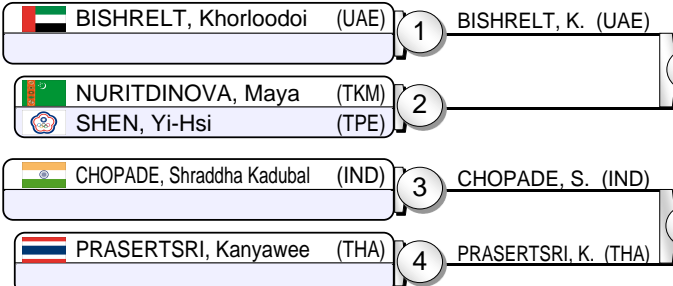 BISHRELT, Khorloodoi (UAE)
1
BISHRELT, K. (UAE)
NURITDINOVA, Maya (TKM)
SHEN, Yi-Hsi (TPE)
2
CHOPADE, Shraddha Kadubal (IND)
3
CHOPADE, S. (IND)
PRASERTSRI, Kanyawee (THA)
4
PRASERTSRI, K. (THA)